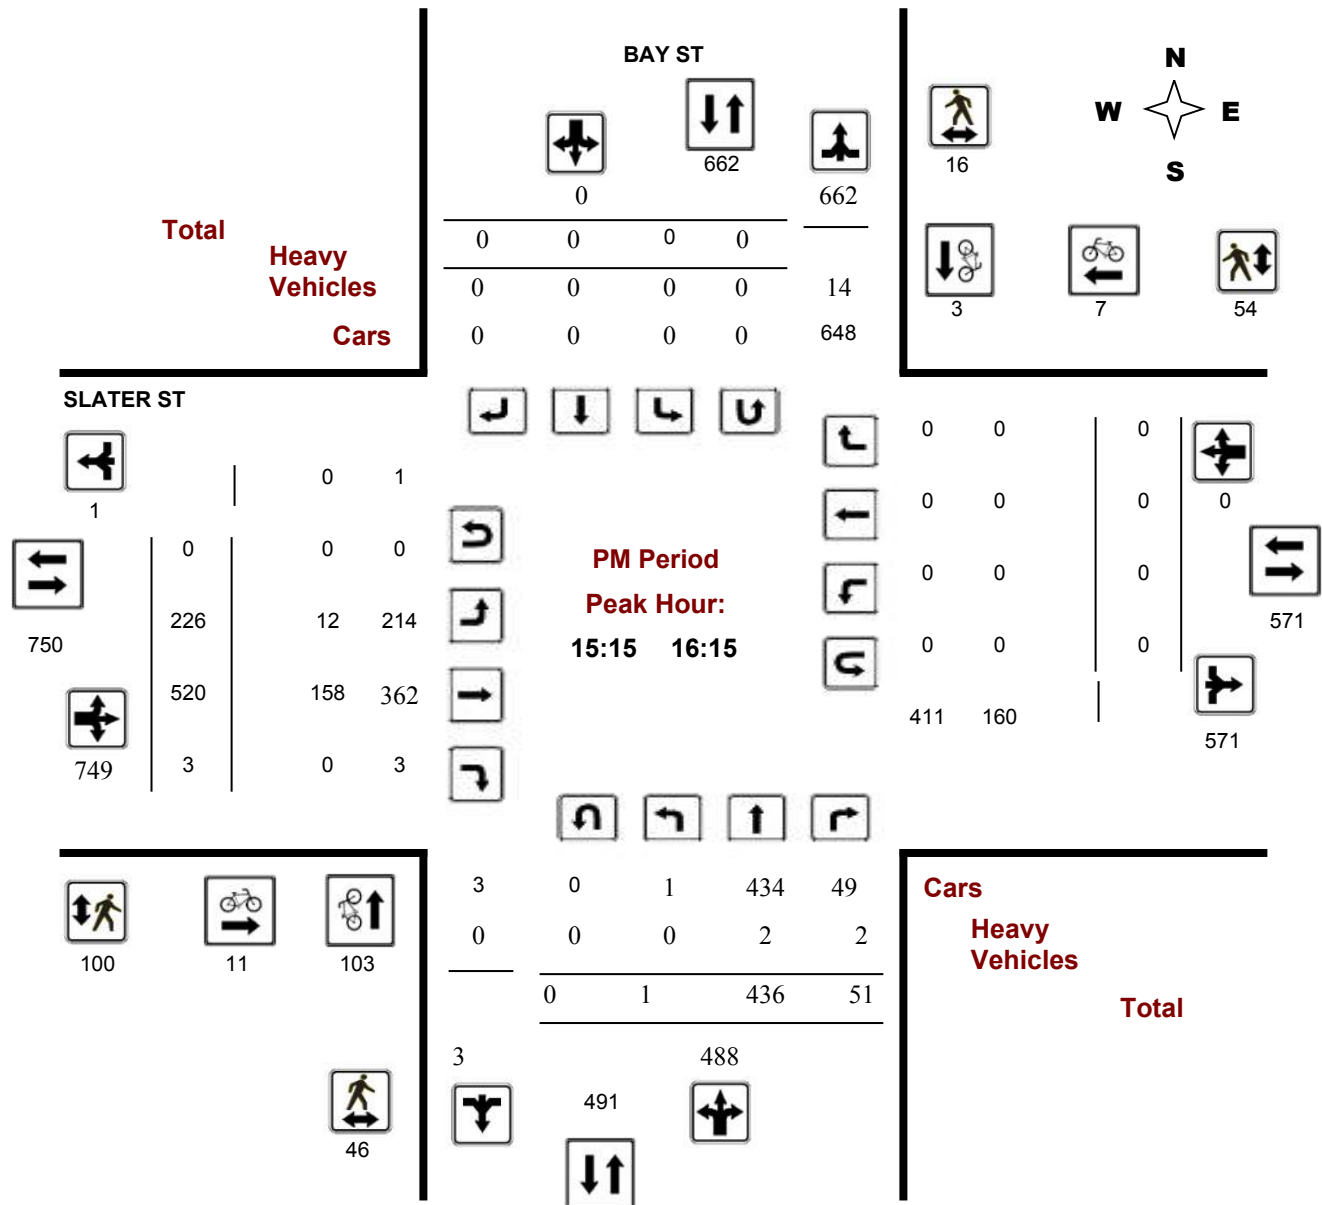 BAY ST
N
W E
S
662
16
0 662
Total
0 0 0 0
Heavy
Vehicles
0 0 0 0 14
3 7 54
Cars
0 0 0 0 648
SLATER ST
0 0 0
0 1
1
0 0 0 0
0 0 0
PM Period
Peak Hour:
15:15 16:15
0 0 0
226 12 214
571
750
0 0 0
520 158 362
411 160
571
749 3 0 3
3 0 1 434 49
Cars
0 0 0 2 2
Heavy
Vehicles
100 11 103
0 1 436 51
Total
3 488
491
46